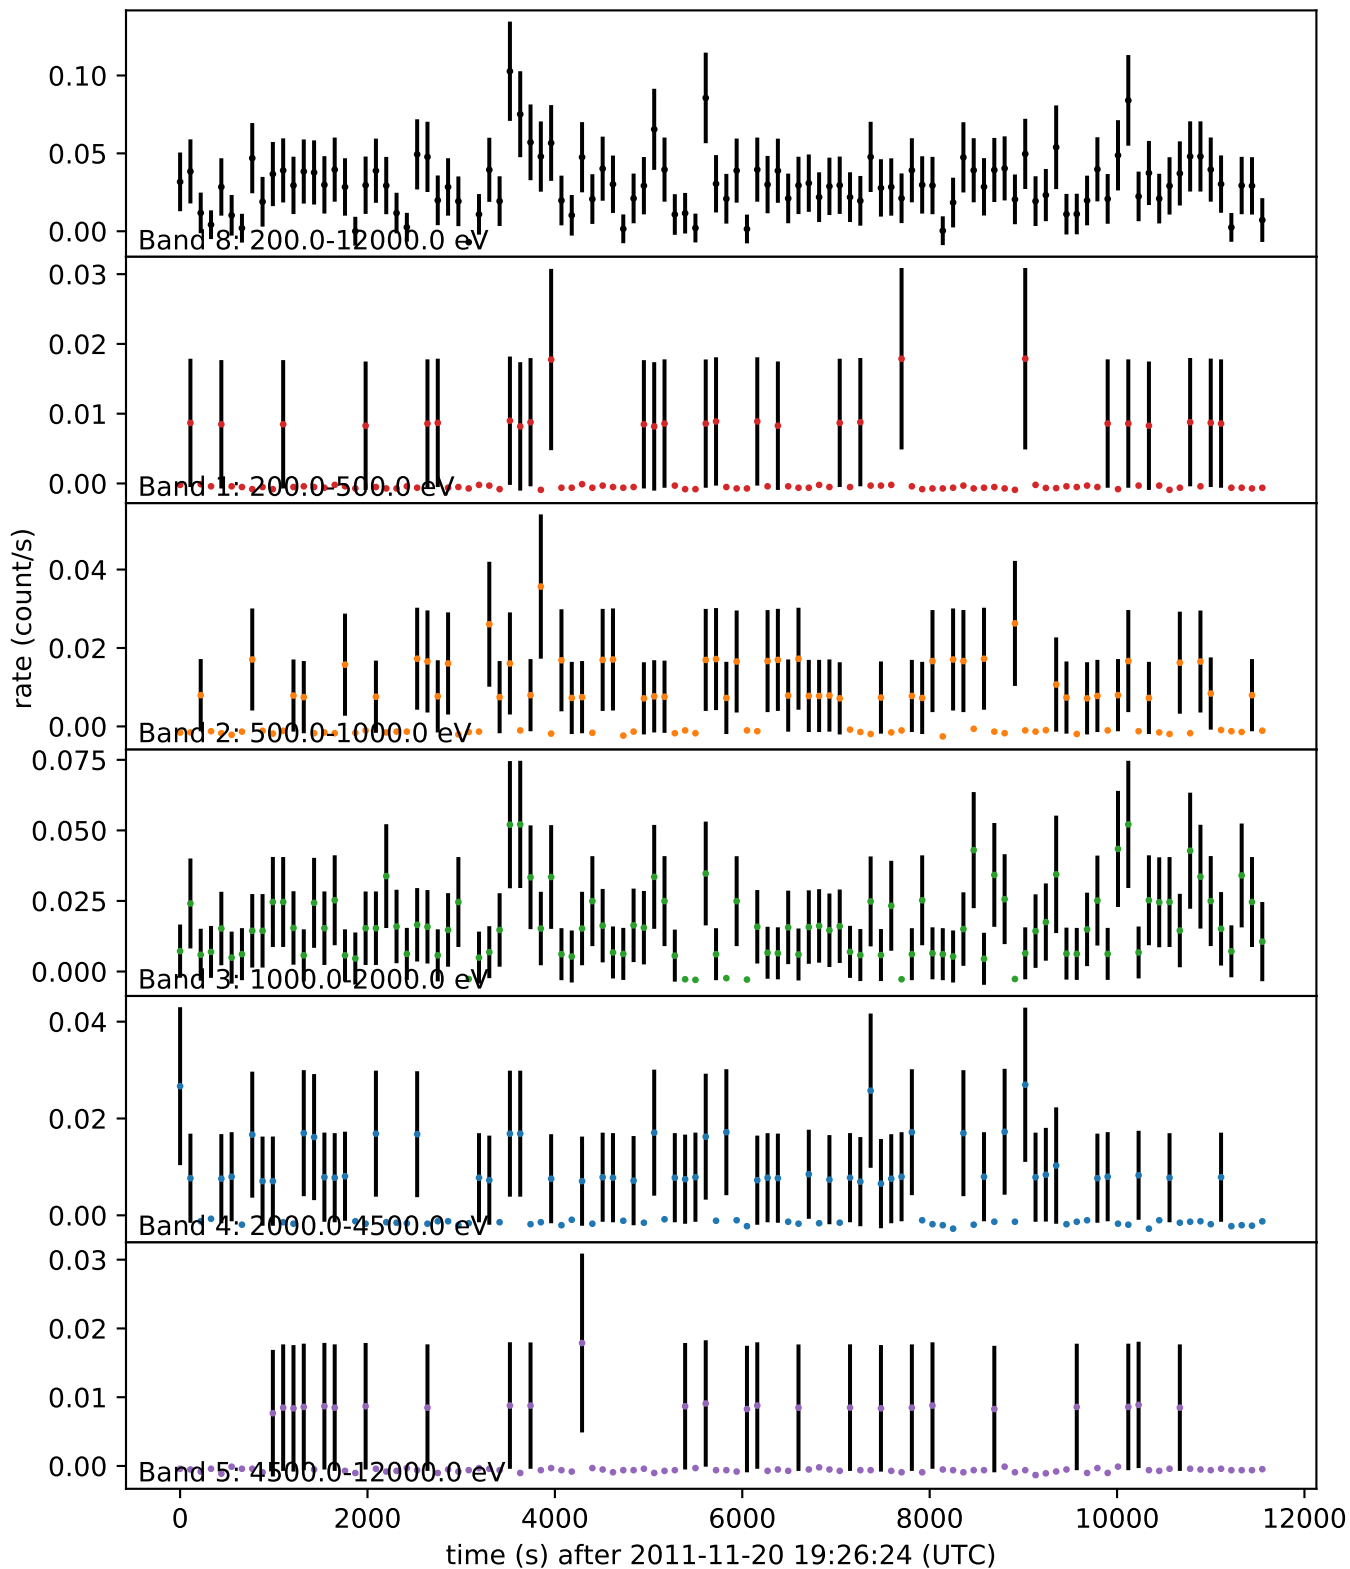 0.10
0.05
0.00
Band 8: 200.0-12000.0 eV
0.03
0.02
0.01
0.00
Band 1: 200.0-500.0 eV
rate (count/s)
0.04
0.02
0.00
Band 2: 500.0-1000.0 eV
0.075
0.050
0.025
0.000
Band 3: 1000.0-2000.0 eV
0.04
0.02
0.00
Band 4: 2000.0-4500.0 eV
0.03
0.02
0.01
0.00
Band 5: 4500.0-12000.0 eV
0 2000 4000 6000 8000 10000 12000
time (s) after 2011-11-20 19:26:24 (UTC)